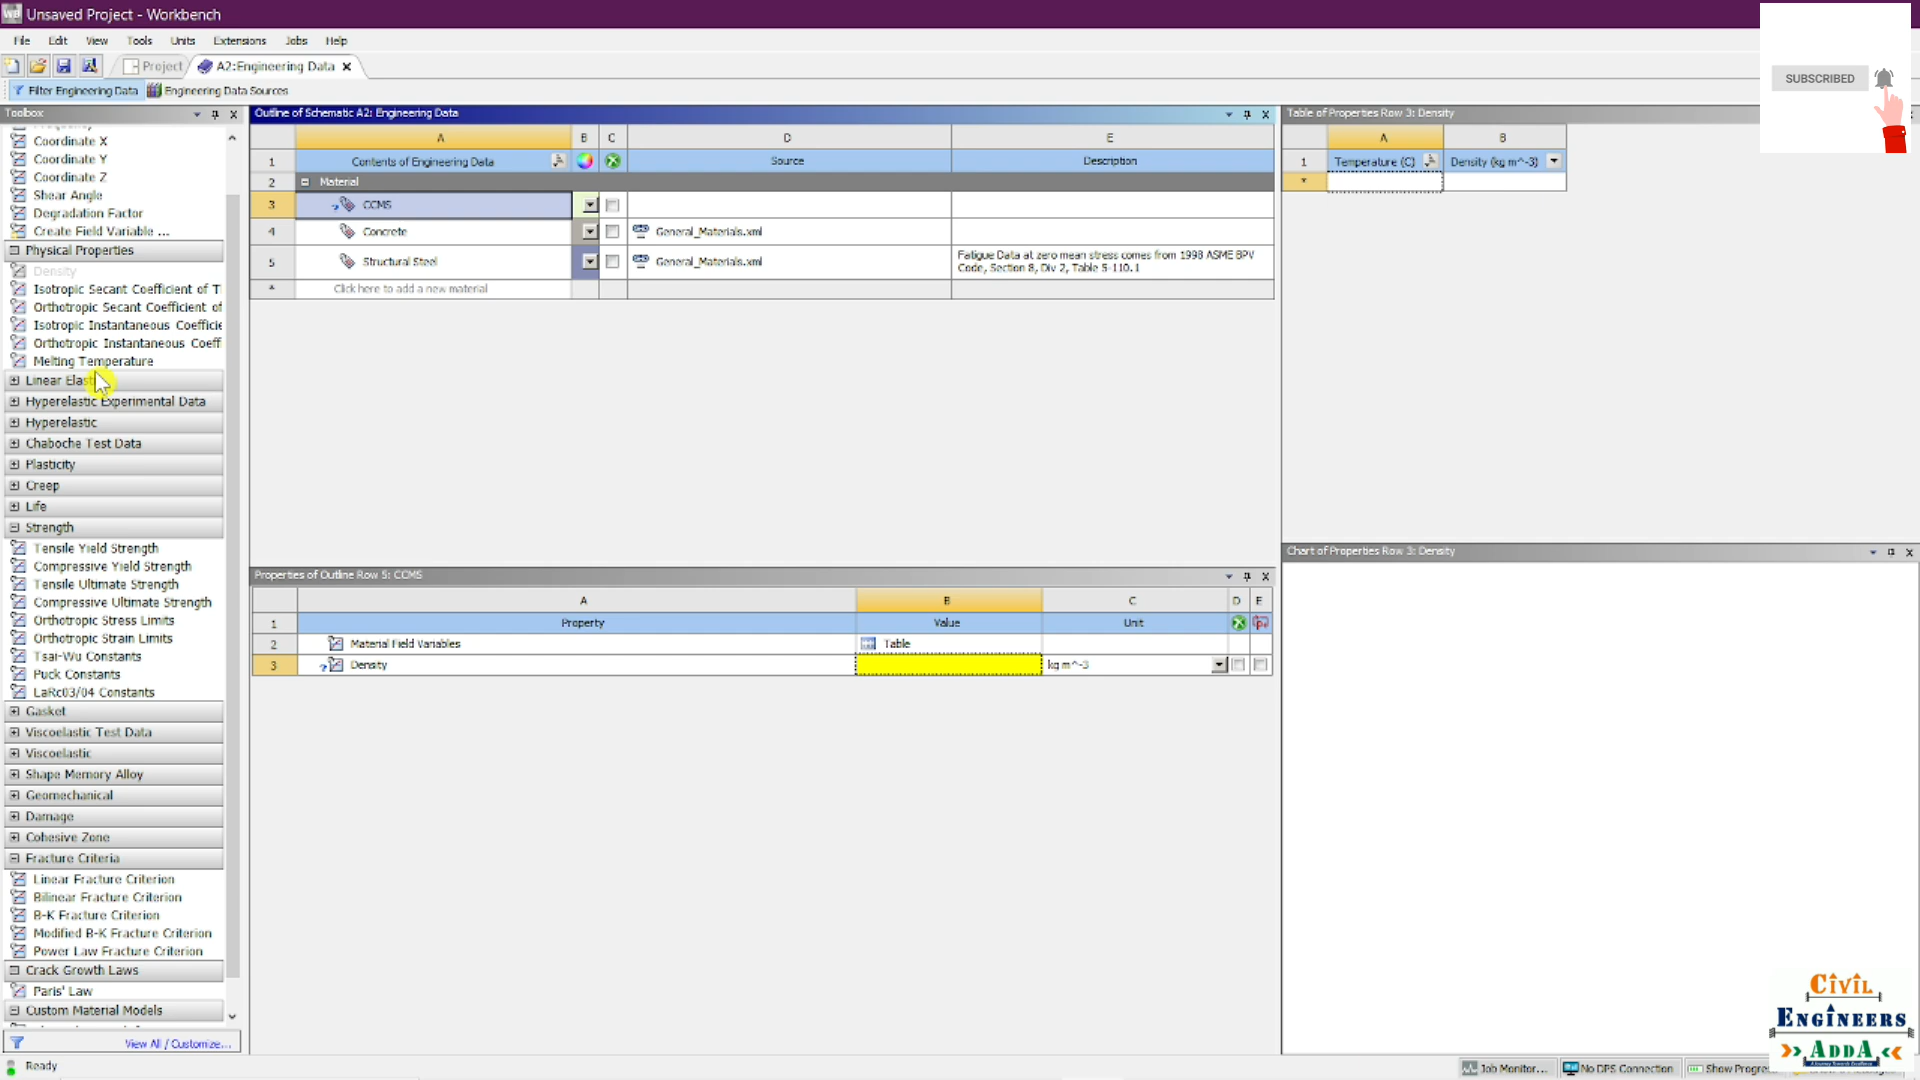 Unsaved Project - Workbench
File Edit View Tools Units Extensions Jobs Help
Project A2:Engineering Data
Filter Engineering Data Engineering Data Sources
SUBSCRIBED
Toolbox
Coordinate X
Coordinate Y
Coordinate Z
Shear Angle
Degradation Factor
Create Field Variable ...
Physical Properties
Density
Isotropic Secant Coefficient of T
Orthotropic Secant Coefficient of
Isotropic Instantaneous Coefficie
Orthotropic Instantaneous Coeff
Melting Temperature
Linear Elast
Hyperelastic Experimental Data
Hyperelastic
Chaboche Test Data
Plasticity
Creep
Life
Strength
Tensile Yield Strength
Compressive Yield Strength
Tensile Ultimate Strength
Compressive Ultimate Strength
Orthotropic Stress Limits
Orthotropic Strain Limits
Tsai-Wu Constants
Puck Constants
LaRc03/04 Constants
Gasket
Viscoelastic Test Data
Viscoelastic
Shape Memory Alloy
Geomechanical
Damage
Cohesive Zone
Fracture Criteria
Linear Fracture Criterion
Bilinear Fracture Criterion
B-K Fracture Criterion
Modified B-K Fracture Criterion
Power Law Fracture Criterion
Crack Growth Laws
Paris' Law
Custom Material Models
View All / Customize...
Outline of Schematic A2: Engineering Data
A B C D E
1 Contents of Engineering Data Source Description
2 Material
3 CCMS
4 Concrete General_Materials.xml
5 Structural Steel General_Materials.xml Fatigue Data at zero mean stress comes from 1998 ASME BPV
Code, Section 8, Div 2, Table 5-110.1
* Click here to add a new material
Properties of Outline Row 5: CCMS
A B C D E
1 Property Value Unit
2 Material Field Variables Table
3 Density kg m^-3
Table of Properties Row 3: Density
A B
1 Temperature (C) Density (kg m^-3)
*
Chart of Properties Row 3: Density
CIVIL
ENGINEERS
ADDA
Ready
Job Monitor... No DPS Connection Show Progre